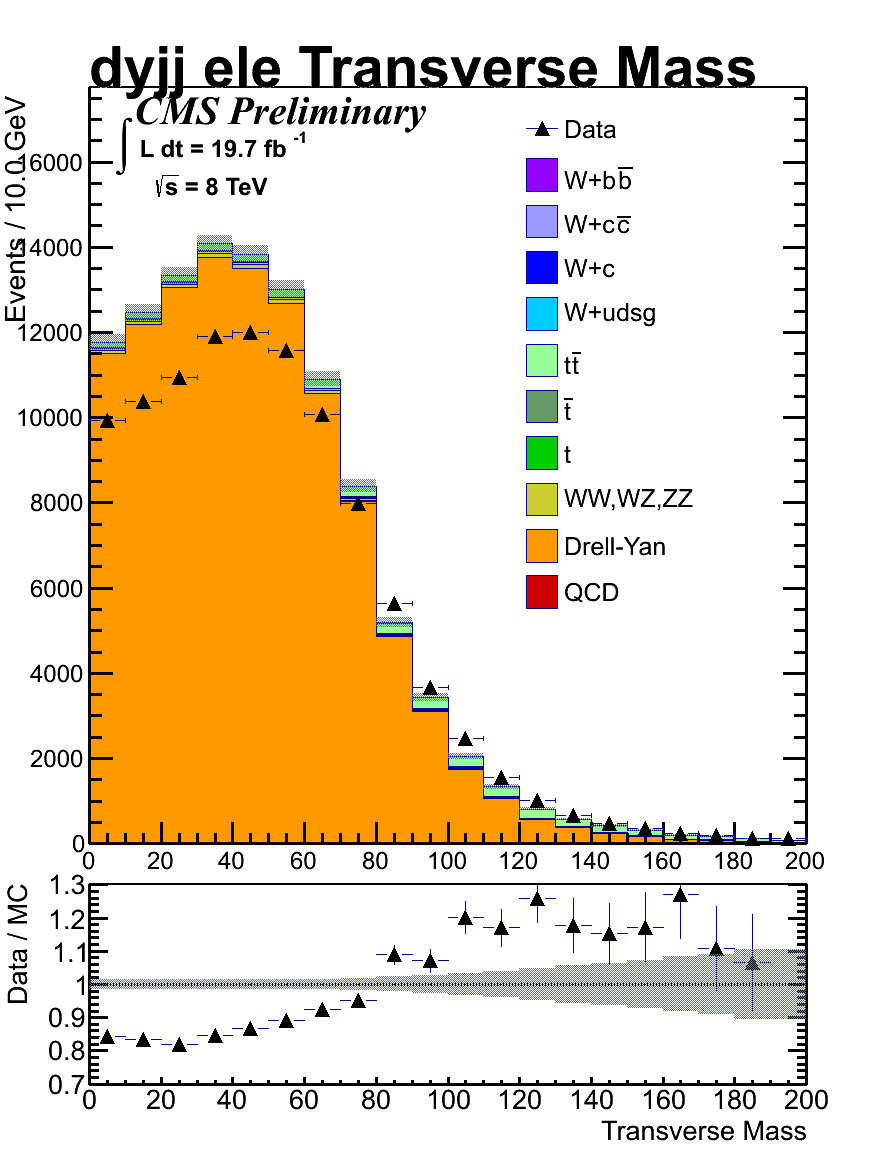 dyjj ele Transverse Mass
CMS Preliminary
∫ L dt = 19.7 fb -1
√s = 8 TeV
Events / 10.0 GeV
16000
14000
12000
10000
8000
6000
4000
2000
0
Data
W+bb̅
W+cc̅
W+c
W+udsg
tt̅
t̅
t
WW,WZ,ZZ
Drell-Yan
QCD
0 20 40 60 80 100 120 140 160 180 200
Data / MC
1.3
1.2
1.1
1
0.9
0.8
0.7
0 20 40 60 80 100 120 140 160 180 200
Transverse Mass